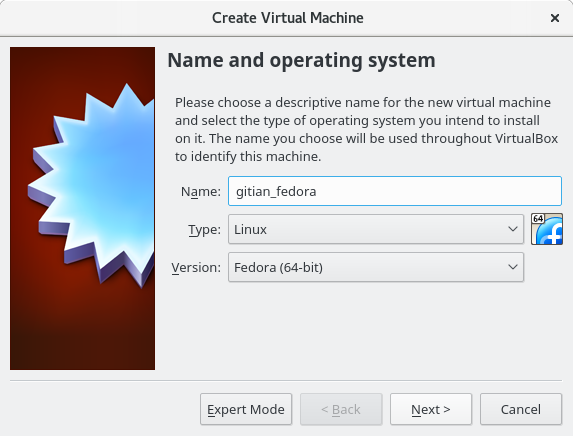 Create Virtual Machine
Name and operating system
Please choose a descriptive name for the new virtual machine
and select the type of operating system you intend to install
on it. The name you choose will be used throughout VirtualBox
to identify this machine.
Name: gitian_fedora
Type: Linux
64
Version: Fedora (64-bit)
Expert Mode < Back Next > Cancel